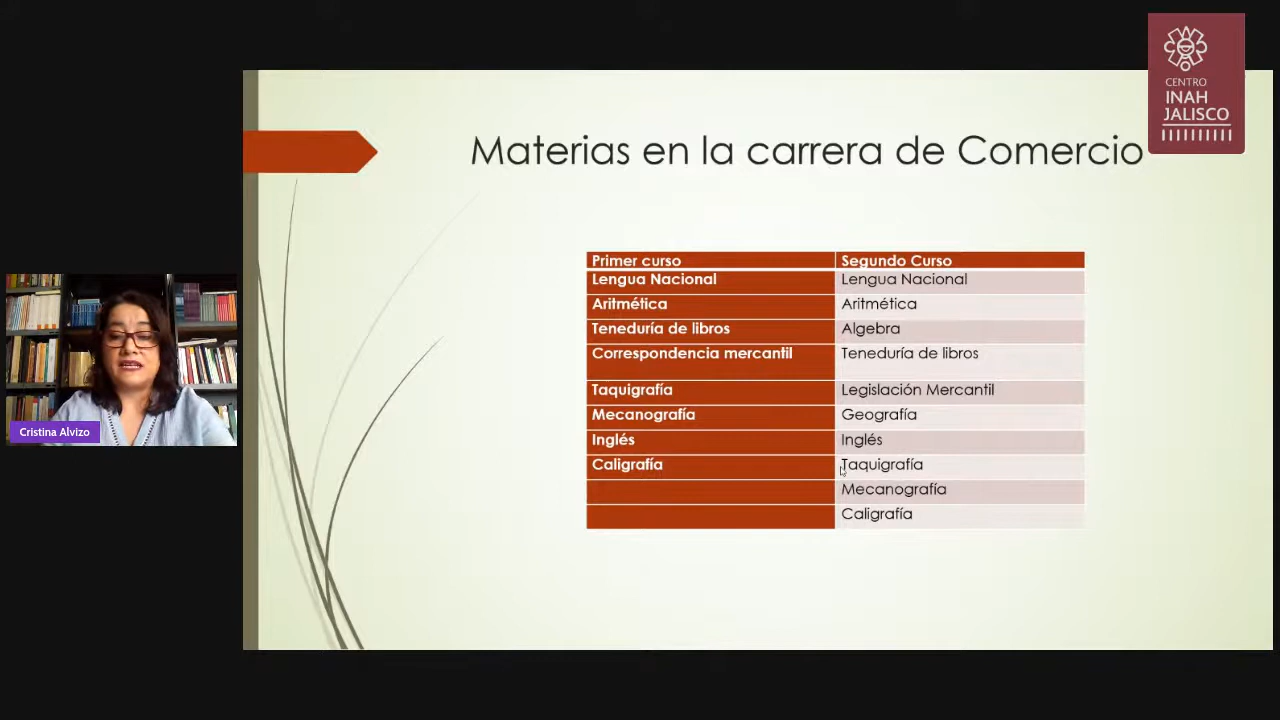 CENTRO
INAH
JALISCO
Materias en la carrera de Comercio
Primer curso Segundo Curso
Lengua Nacional Lengua Nacional
Aritmética Aritmética
Teneduría de libros Algebra
Correspondencia mercantil Teneduría de libros
Taquigrafía Legislación Mercantil
Mecanografía Geografía
Inglés Inglés
Caligrafía Taquigrafía
Mecanografía
Caligrafía
Cristina Alvizo